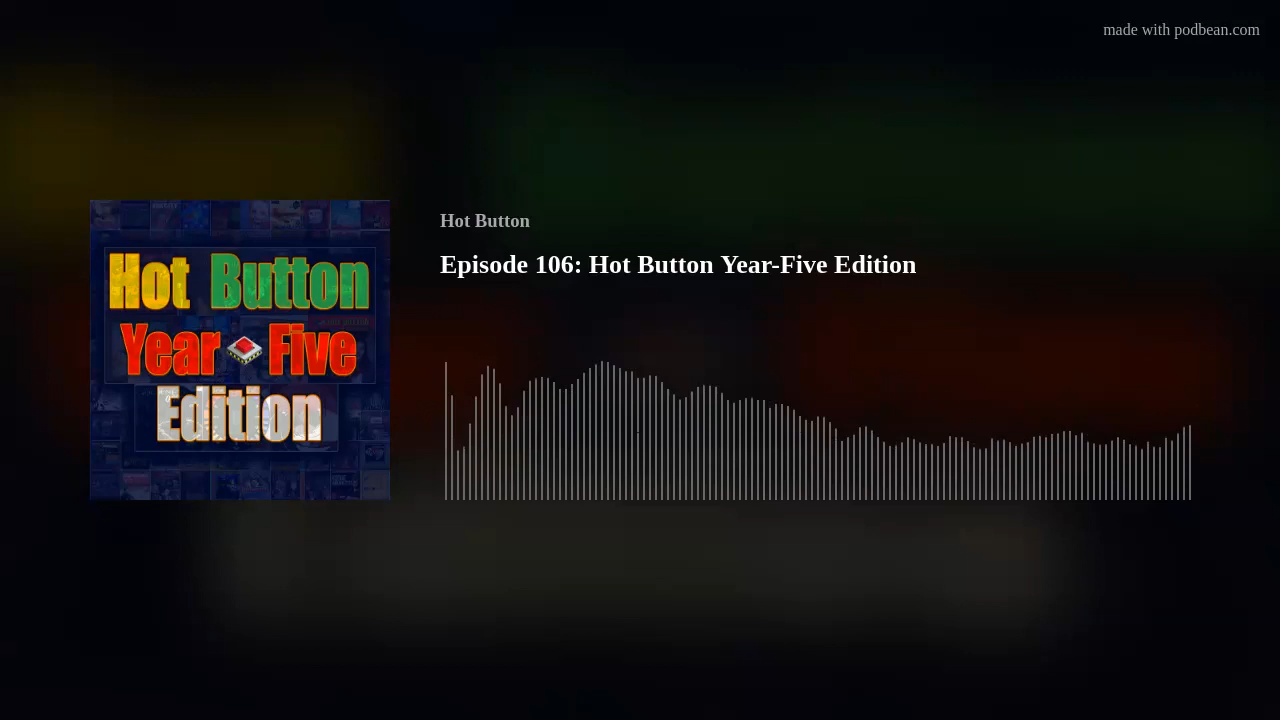 made with podbean.com
Hot Button
Episode 106: Hot Button Year-Five Edition
Hot Button
Year Five
Edition